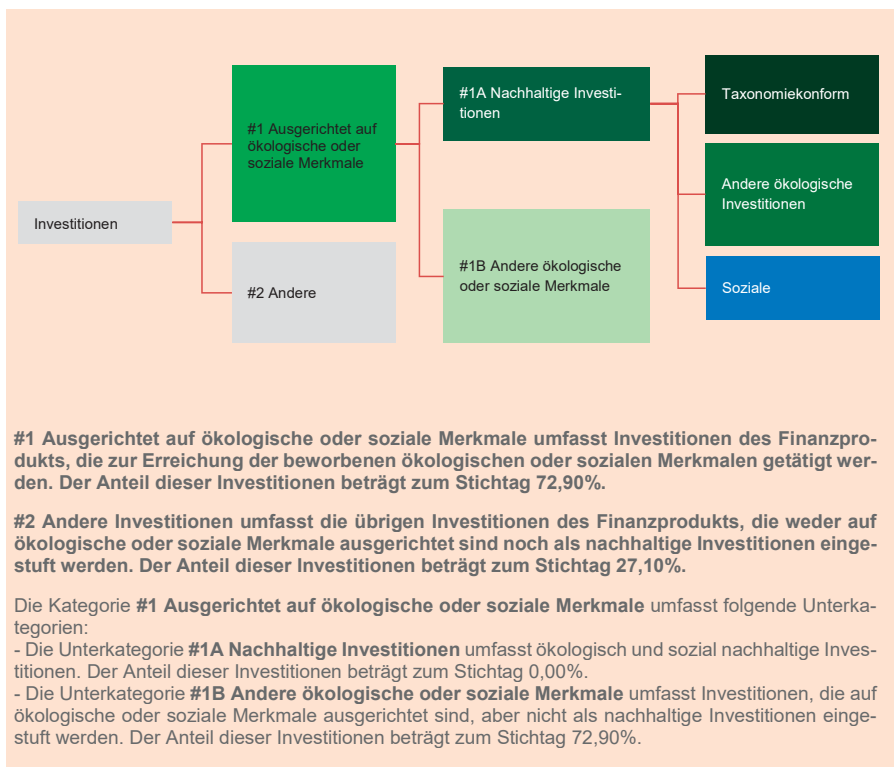 #1 Ausgerichtet auf
ökologische oder
soziale Merkmale
#1A Nachhaltige Investi-
tionen
Taxonomiekonform
Andere ökologische
Investitionen
Investitionen
#2 Andere
#1B Andere ökologische
oder soziale Merkmale
Soziale
#1 Ausgerichtet auf ökologische oder soziale Merkmale umfasst Investitionen des Finanzpro-
dukts, die zur Erreichung der beworbenen ökologischen oder sozialen Merkmalen getätigt wer-
den. Der Anteil dieser Investitionen beträgt zum Stichtag 72,90%.
#2 Andere Investitionen umfasst die übrigen Investitionen des Finanzprodukts, die weder auf
ökologische oder soziale Merkmale ausgerichtet sind noch als nachhaltige Investitionen einge-
stuft werden. Der Anteil dieser Investitionen beträgt zum Stichtag 27,10%.
Die Kategorie #1 Ausgerichtet auf ökologische oder soziale Merkmale umfasst folgende Unterka-
tegorien:
- Die Unterkategorie #1A Nachhaltige Investitionen umfasst ökologisch und sozial nachhaltige Inves-
titionen. Der Anteil dieser Investitionen beträgt zum Stichtag 0,00%.
- Die Unterkategorie #1B Andere ökologische oder soziale Merkmale umfasst Investitionen, die auf
ökologische oder soziale Merkmale ausgerichtet sind, aber nicht als nachhaltige Investitionen einge-
stuft werden. Der Anteil dieser Investitionen beträgt zum Stichtag 72,90%.